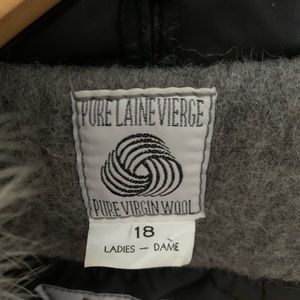 PURE LAINE VIERGE
PURE VIRGIN WOOL
18
LADIES — DAME